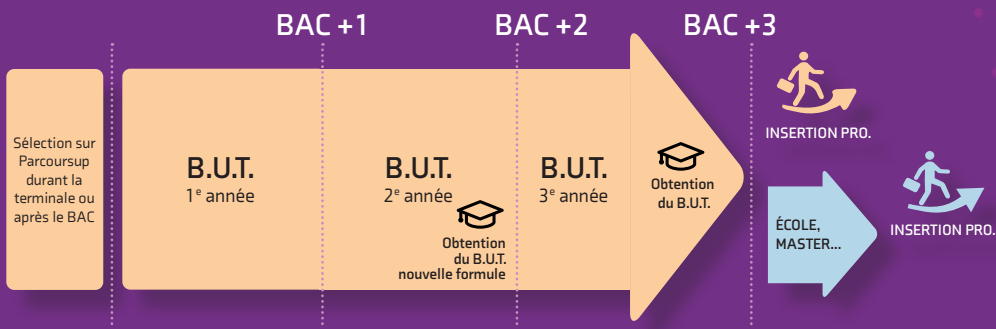 BAC +1
BAC +2
BAC +3
Sélection sur
Parcoursup
durant la
terminale ou
après le BAC
B.U.T.
1e année
B.U.T.
2e année
Obtention
du B.U.T.
nouvelle formule
B.U.T.
3e année
Obtention
du B.U.T.
INSERTION PRO.
ÉCOLE,
MASTER...
INSERTION PRO.